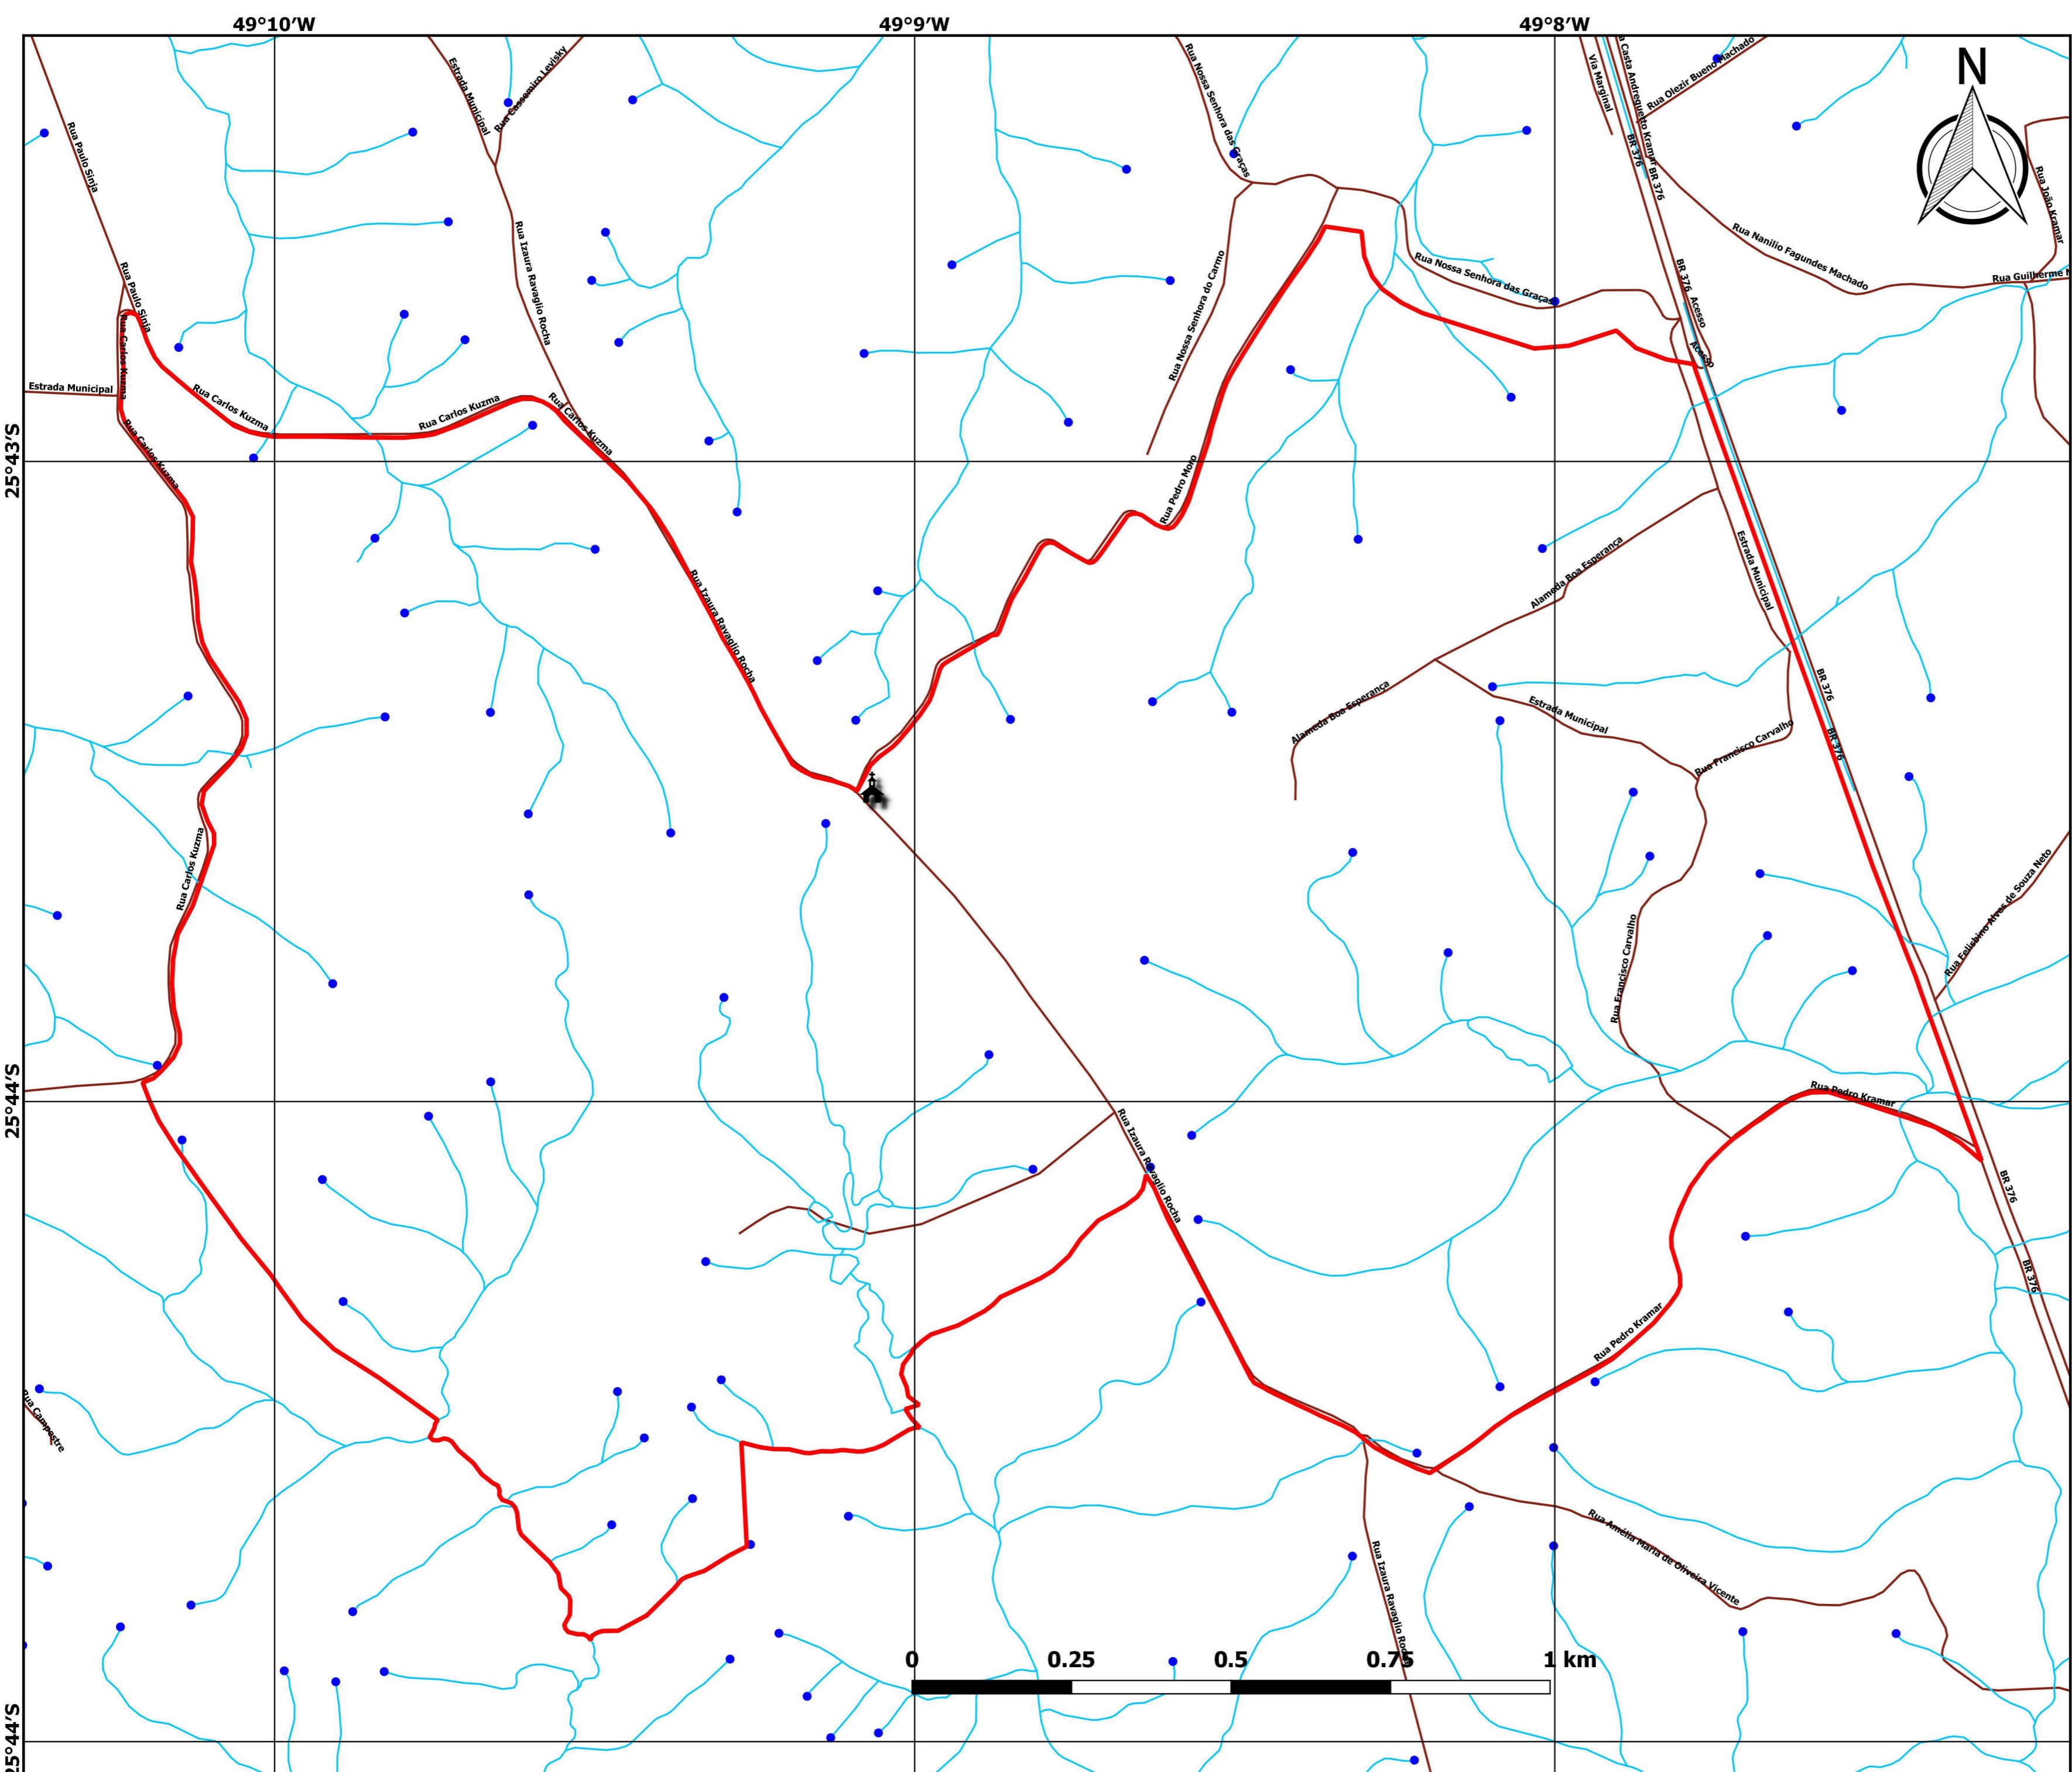 49°10′W
49°9′W
49°8′W
N
Rua Paulo Sinja
Estrada Municipal
Rua Cassemiro Levisky
Rua Nossa Senhora das Graças
Via Marginal
BR 376
BR 376
Rua Olezir Bueno Machado
Rua João Kramar
Rua Nanilio Fagundes Machado
Rua Izaura Ravaglio Rocha
Rua Nossa Senhora do Carmo
Rua Nossa Senhora das Graças
BR 376
Acesso
Acesso
Rua Guilherme
Rua Paulo Sinja
Rua Carlos Kuzma
Estrada Municipal
Rua Carlos Kuzma
Rua Carlos Kuzma
Rua Carlos Kuzma
Rua Carlos Kuzma
25°43′S
Rua Pedro Moro
Rua Izaura Ravaglio Rocha
Alameda Boa Esperança
Estrada Municipal
Alameda Boa Esperança
Estrada Municipal
Rua Francisco Carvalho
BR 376
BR 376
Rua Carlos Kuzma
Rua Francisco Carvalho
Rua Felisbino Alves de Souza Neto
25°44′S
Rua Pedro Kramar
Rua Izaura Ravaglio Rocha
BR 376
BR 376
Rua Pedro Kramar
Rua Campestre
Rua Amélia Maria de Oliveira Vicente
Rua Izaura Ravaglio Rocha
0 0.25 0.5 0.75 1 km
25°44′S